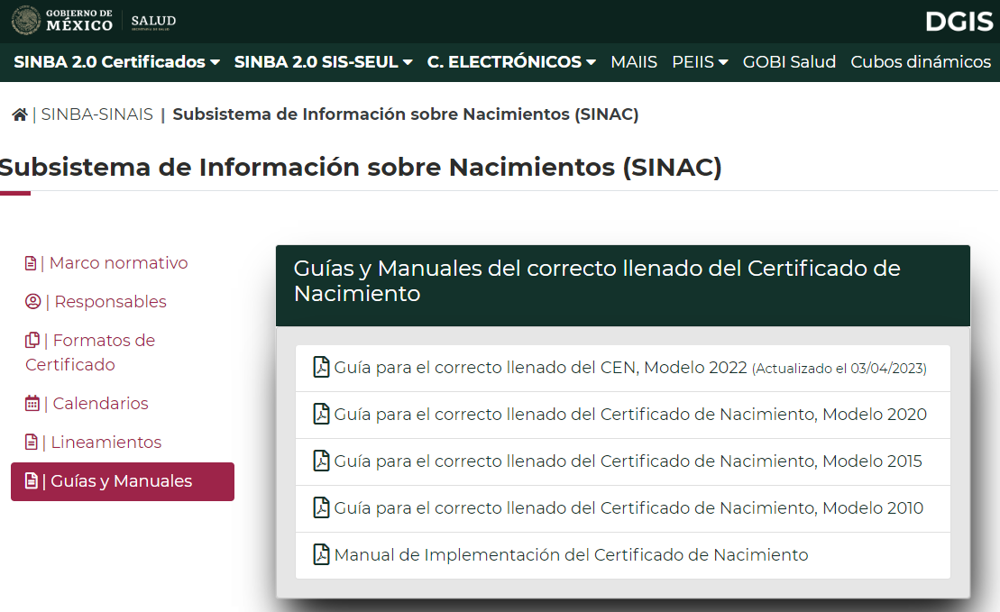 GOBIERNO DE
MÉXICO
SALUD
SECRETARÍA DE SALUD
DGIS
SINBA 2.0 Certificados
SINBA 2.0 SIS-SEUL
C. ELECTRÓNICOS
MAIIS
PEIIS
GOBI Salud
Cubos dinámicos
| SINBA-SINAIS | Subsistema de Información sobre Nacimientos (SINAC)
Subsistema de Información sobre Nacimientos (SINAC)
| Marco normativo
| Responsables
| Formatos de
Certificado
| Calendarios
| Lineamientos
| Guías y Manuales
Guías y Manuales del correcto llenado del Certificado de
Nacimiento
Guía para el correcto llenado del CEN, Modelo 2022 (Actualizado el 03/04/2023)
Guía para el correcto llenado del Certificado de Nacimiento, Modelo 2020
Guía para el correcto llenado del Certificado de Nacimiento, Modelo 2015
Guía para el correcto llenado del Certificado de Nacimiento, Modelo 2010
Manual de Implementación del Certificado de Nacimiento